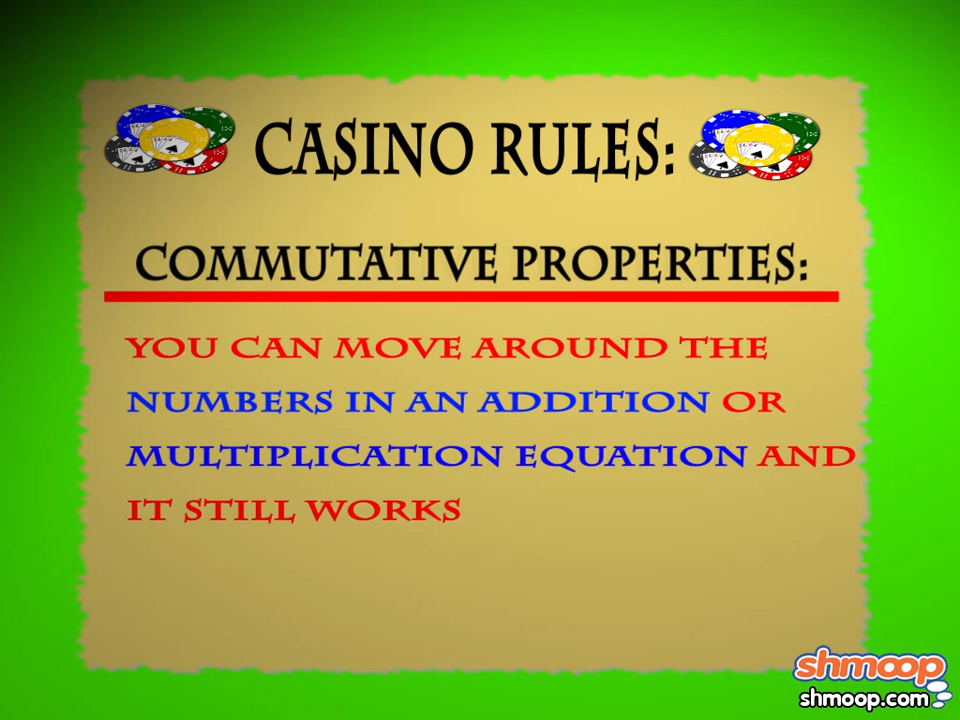 CASINO RULES:
COMMUTATIVE PROPERTIES:
YOU CAN MOVE AROUND THE
NUMBERS IN AN ADDITION OR
MULTIPLICATION EQUATION AND
IT STILL WORKS
shmoop
shmoop.com